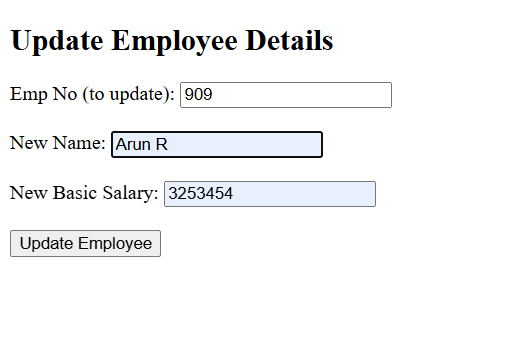 Update Employee Details
Emp No (to update): 909
New Name: Arun R
New Basic Salary: 3253454
Update Employee